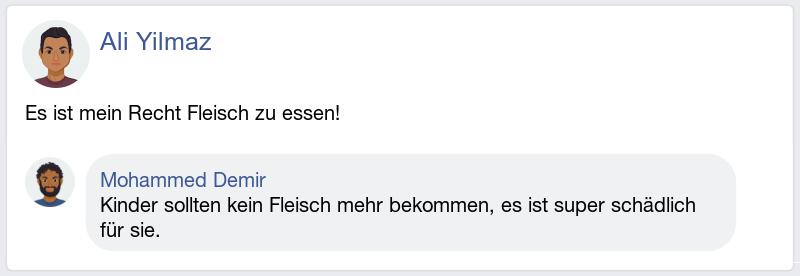 Ali Yilmaz
Es ist mein Recht Fleisch zu essen!
Mohammed Demir
Kinder sollten kein Fleisch mehr bekommen, es ist super schädlich
für sie.